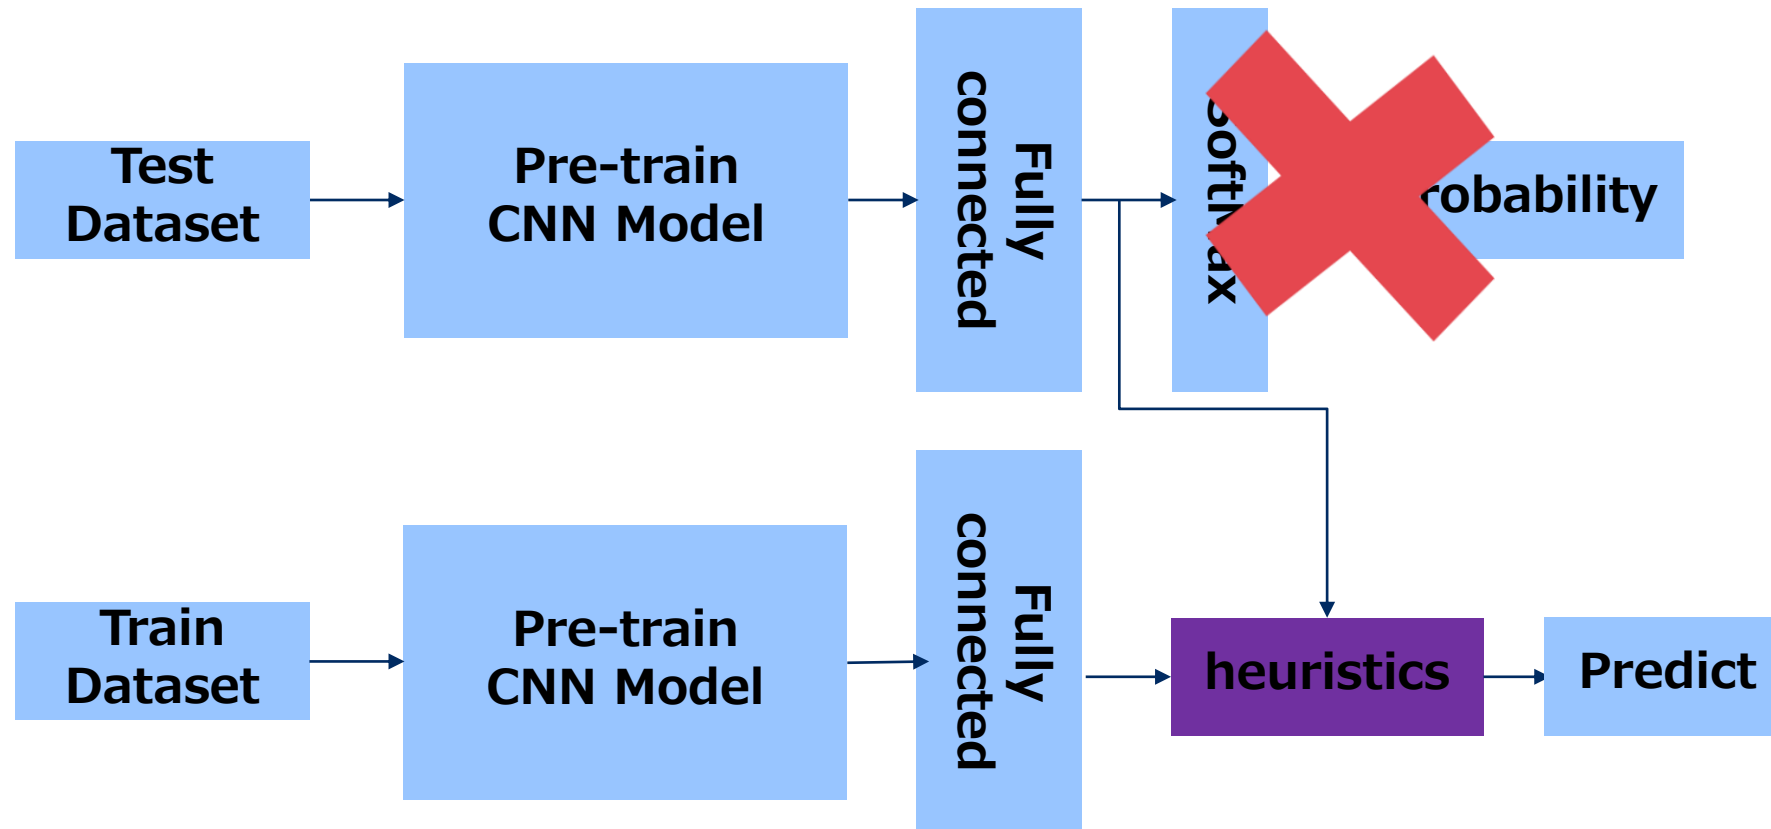 Test
Dataset
Pre-train
CNN Model
Fully
connected
SoftMax
robability
Train
Dataset
Pre-train
CNN Model
Fully
connected
heuristics
Predict